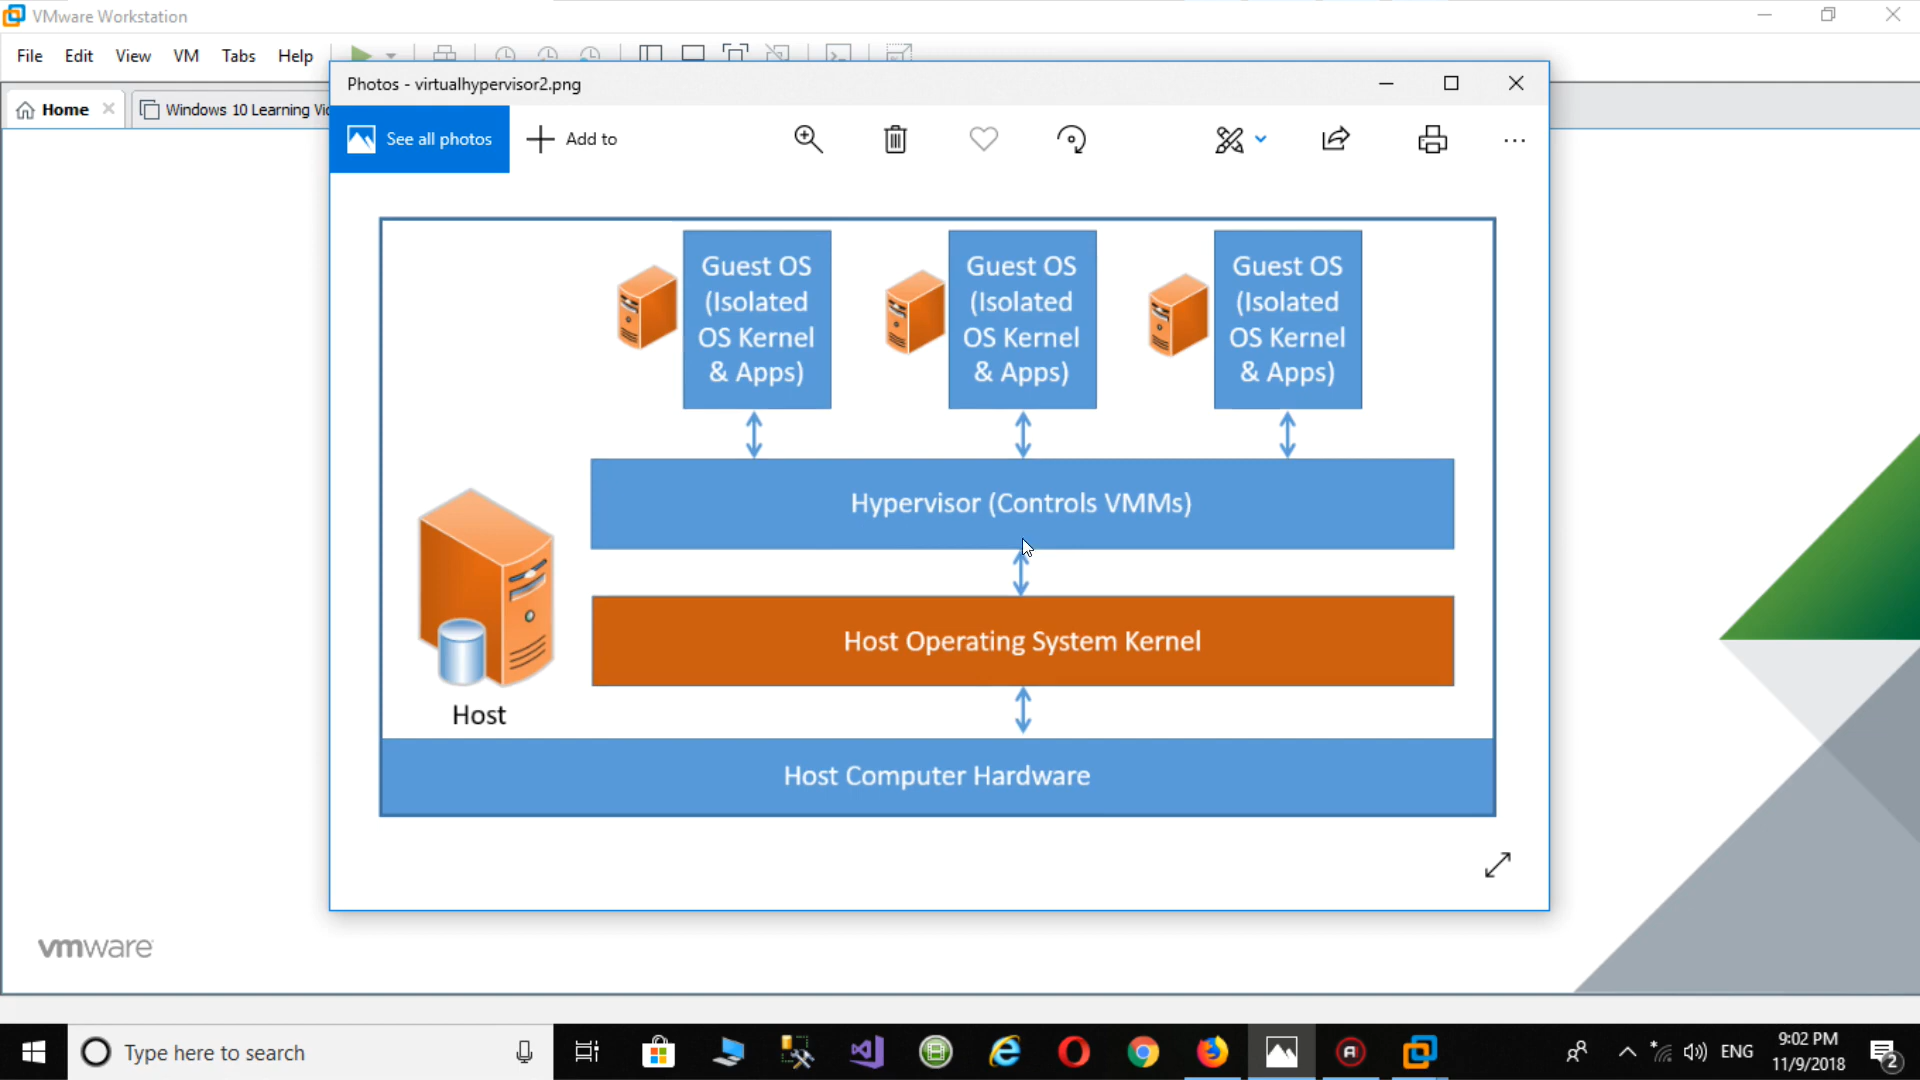 VMware Workstation
File Edit View VM Tabs Help
Home
Windows 10 Learning
Photos - virtualhypervisor2.png
See all photos
Add to
Guest OS
(Isolated
OS Kernel
& Apps)
Guest OS
(Isolated
OS Kernel
& Apps)
Guest OS
(Isolated
OS Kernel
& Apps)
Hypervisor (Controls VMMs)
Host Operating System Kernel
Host
Host Computer Hardware
vmware
Type here to search
ENG
9:02 PM
11/9/2018
2